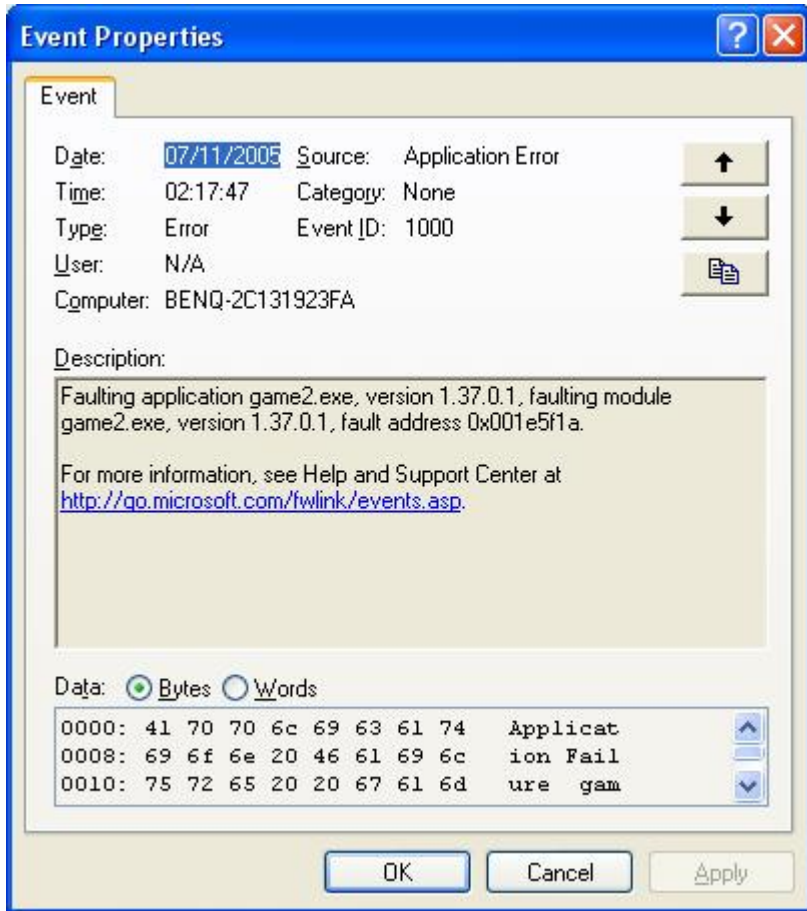 Event Properties
Event
Date: 07/11/2005 Source: Application Error
Time: 02:17:47 Category: None
Type: Error Event ID: 1000
User: N/A
Computer: BENQ-2C131923FA
Description:
Faulting application game2.exe, version 1.37.0.1, faulting module
game2.exe, version 1.37.0.1, fault address 0x001e5f1a.
For more information, see Help and Support Center at
http://go.microsoft.com/fwlink/events.asp.
Data: Bytes Words
0000: 41 70 70 6c 69 63 61 74 Applicat
0008: 69 6f 6e 20 46 61 69 6c ion Fail
0010: 75 72 65 20 20 67 61 6d ure  gam
OK Cancel Apply